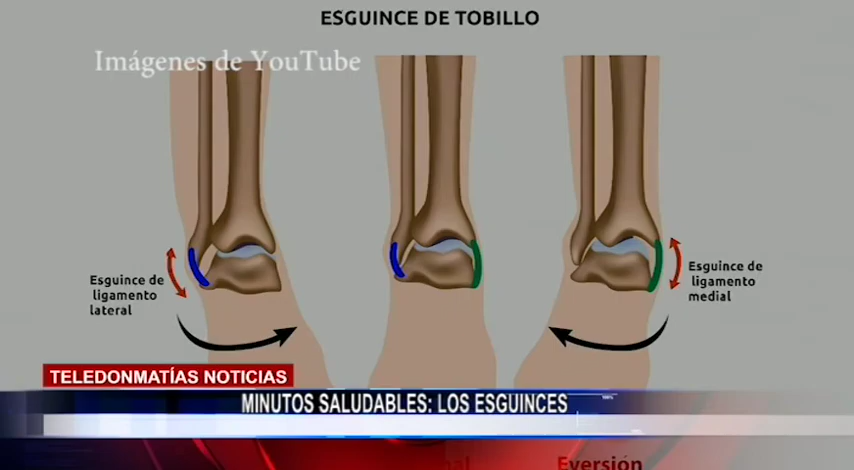 ESGUINCE DE TOBILLO
Imágenes de YouTube
Esguince de
ligamento
lateral
Esguince de
ligamento
medial
TELEDONMATÍAS NOTICIAS
MINUTOS SALUDABLES: LOS ESGUINCES
100%
Eversión